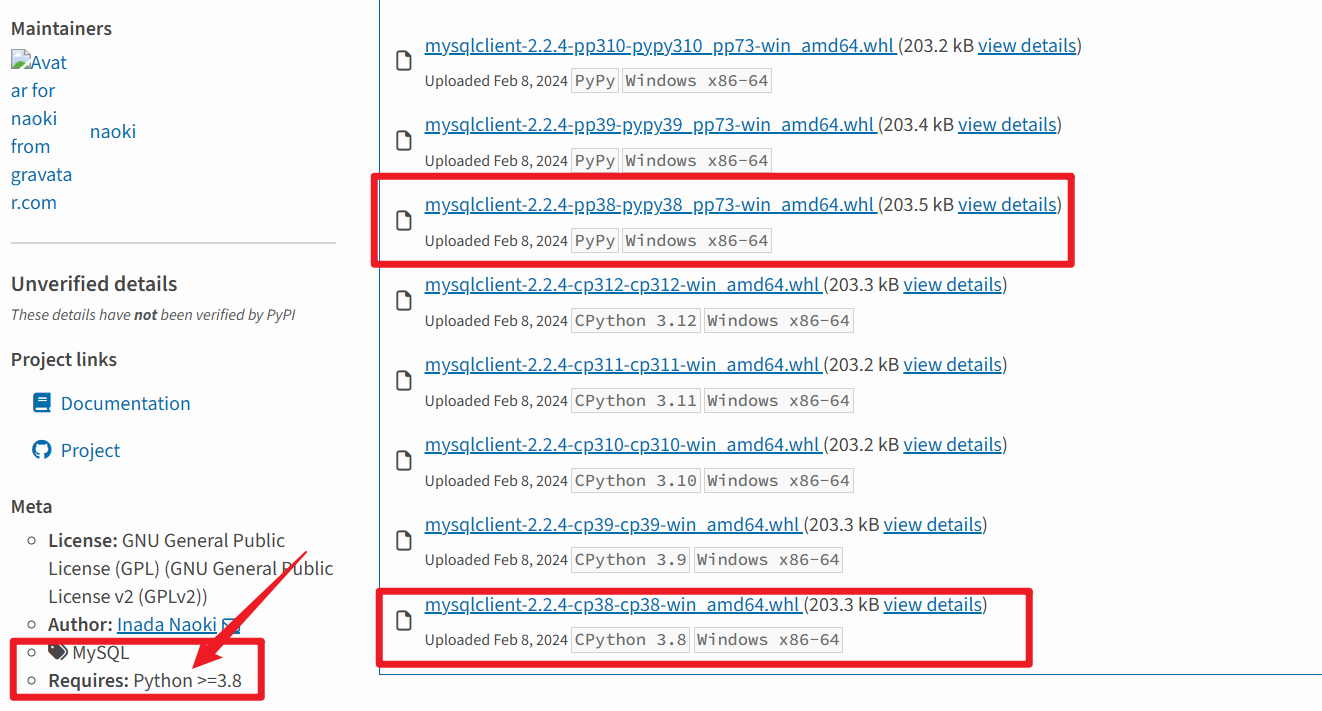 Maintainers
Avat
ar for
naoki
from
gravata
r.com
naoki
Unverified details
These details have not been verified by PyPI
Project links
Documentation
Project
Meta
License: GNU General Public
License (GPL) (GNU General Public
License v2 (GPLv2))
Author: Inada Naoki
MySQL
Requires: Python >=3.8
mysqlclient-2.2.4-pp310-pypy310_pp73-win_amd64.whl (203.2 kB view details)
Uploaded Feb 8, 2024 PyPy Windows x86-64
mysqlclient-2.2.4-pp39-pypy39_pp73-win_amd64.whl (203.4 kB view details)
Uploaded Feb 8, 2024 PyPy Windows x86-64
mysqlclient-2.2.4-pp38-pypy38_pp73-win_amd64.whl (203.5 kB view details)
Uploaded Feb 8, 2024 PyPy Windows x86-64
mysqlclient-2.2.4-cp312-cp312-win_amd64.whl (203.3 kB view details)
Uploaded Feb 8, 2024 CPython 3.12 Windows x86-64
mysqlclient-2.2.4-cp311-cp311-win_amd64.whl (203.2 kB view details)
Uploaded Feb 8, 2024 CPython 3.11 Windows x86-64
mysqlclient-2.2.4-cp310-cp310-win_amd64.whl (203.2 kB view details)
Uploaded Feb 8, 2024 CPython 3.10 Windows x86-64
mysqlclient-2.2.4-cp39-cp39-win_amd64.whl (203.3 kB view details)
Uploaded Feb 8, 2024 CPython 3.9 Windows x86-64
mysqlclient-2.2.4-cp38-cp38-win_amd64.whl (203.3 kB view details)
Uploaded Feb 8, 2024 CPython 3.8 Windows x86-64